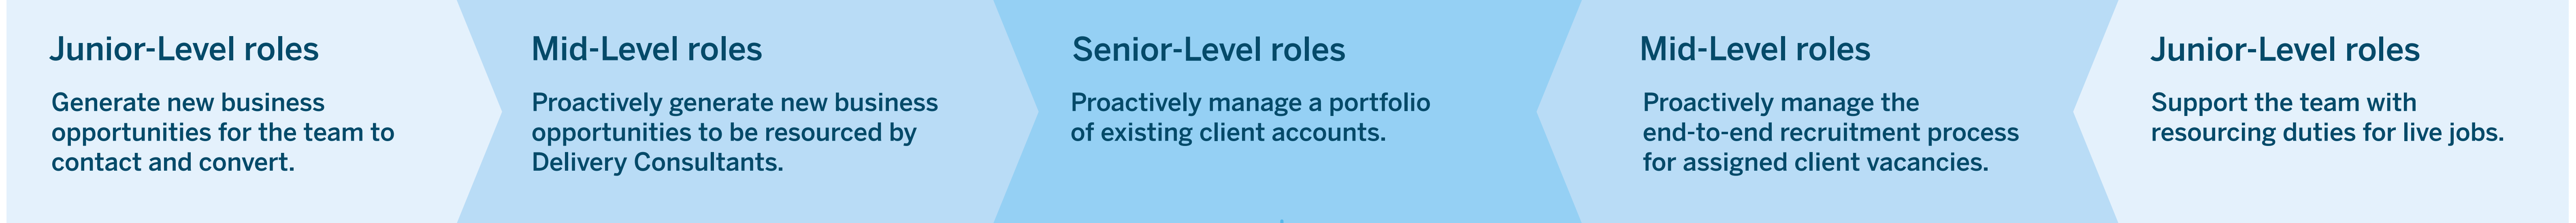 Junior-Level roles
Generate new business
opportunities for the team to
contact and convert.
Mid-Level roles
Proactively generate new business
opportunities to be resourced by
Delivery Consultants.
Senior-Level roles
Proactively manage a portfolio
of existing client accounts.
Mid-Level roles
Proactively manage the
end-to-end recruitment process
for assigned client vacancies.
Junior-Level roles
Support the team with
resourcing duties for live jobs.